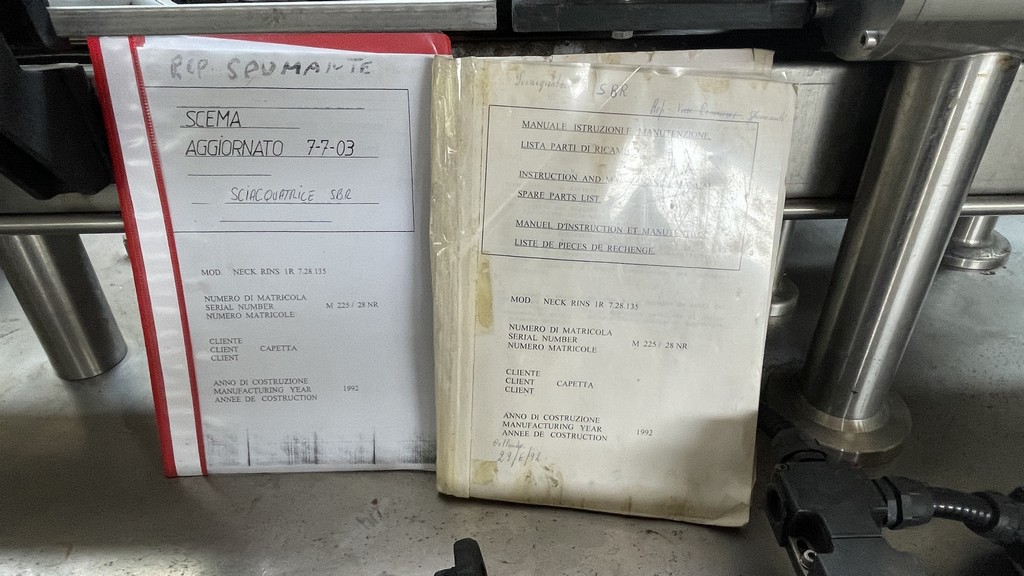 REP. SPUMANTE
SCEMA
AGGIORNATO 7-7-03
SCIACQUATRICE SBR
MOD. NECK RINS 1R 7.28.135
NUMERO DI MATRICOLA
SERIAL NUMBER M 225 / 28 NR
NUMERO MATRICOLE
CLIENTE
CLIENT CAPETTA
CLIENT
ANNO DI COSTRUZIONE
MANUFACTURING YEAR 1992
ANNEE DE COSTRUCTION
SBR
MANUALE ISTRUZIONI E MANUTENZIONE.
LISTA PARTI DI RICAM
INSTRUCTION AND
SPARE PARTS LIST
MANUEL D'INSTRUCTION ET MANUTENTION
LISTE DE PIECES DE RECHENGE.
MOD. NECK RINS 1R 7.28.135
NUMERO DI MATRICOLA
SERIAL NUMBER M 225 / 28 NR
NUMERO MATRICOLE
CLIENTE
CLIENT CAPETTA
CLIENT
ANNO DI COSTRUZIONE
MANUFACTURING YEAR 1992
ANNEE DE COSTRUCTION
29/6/92